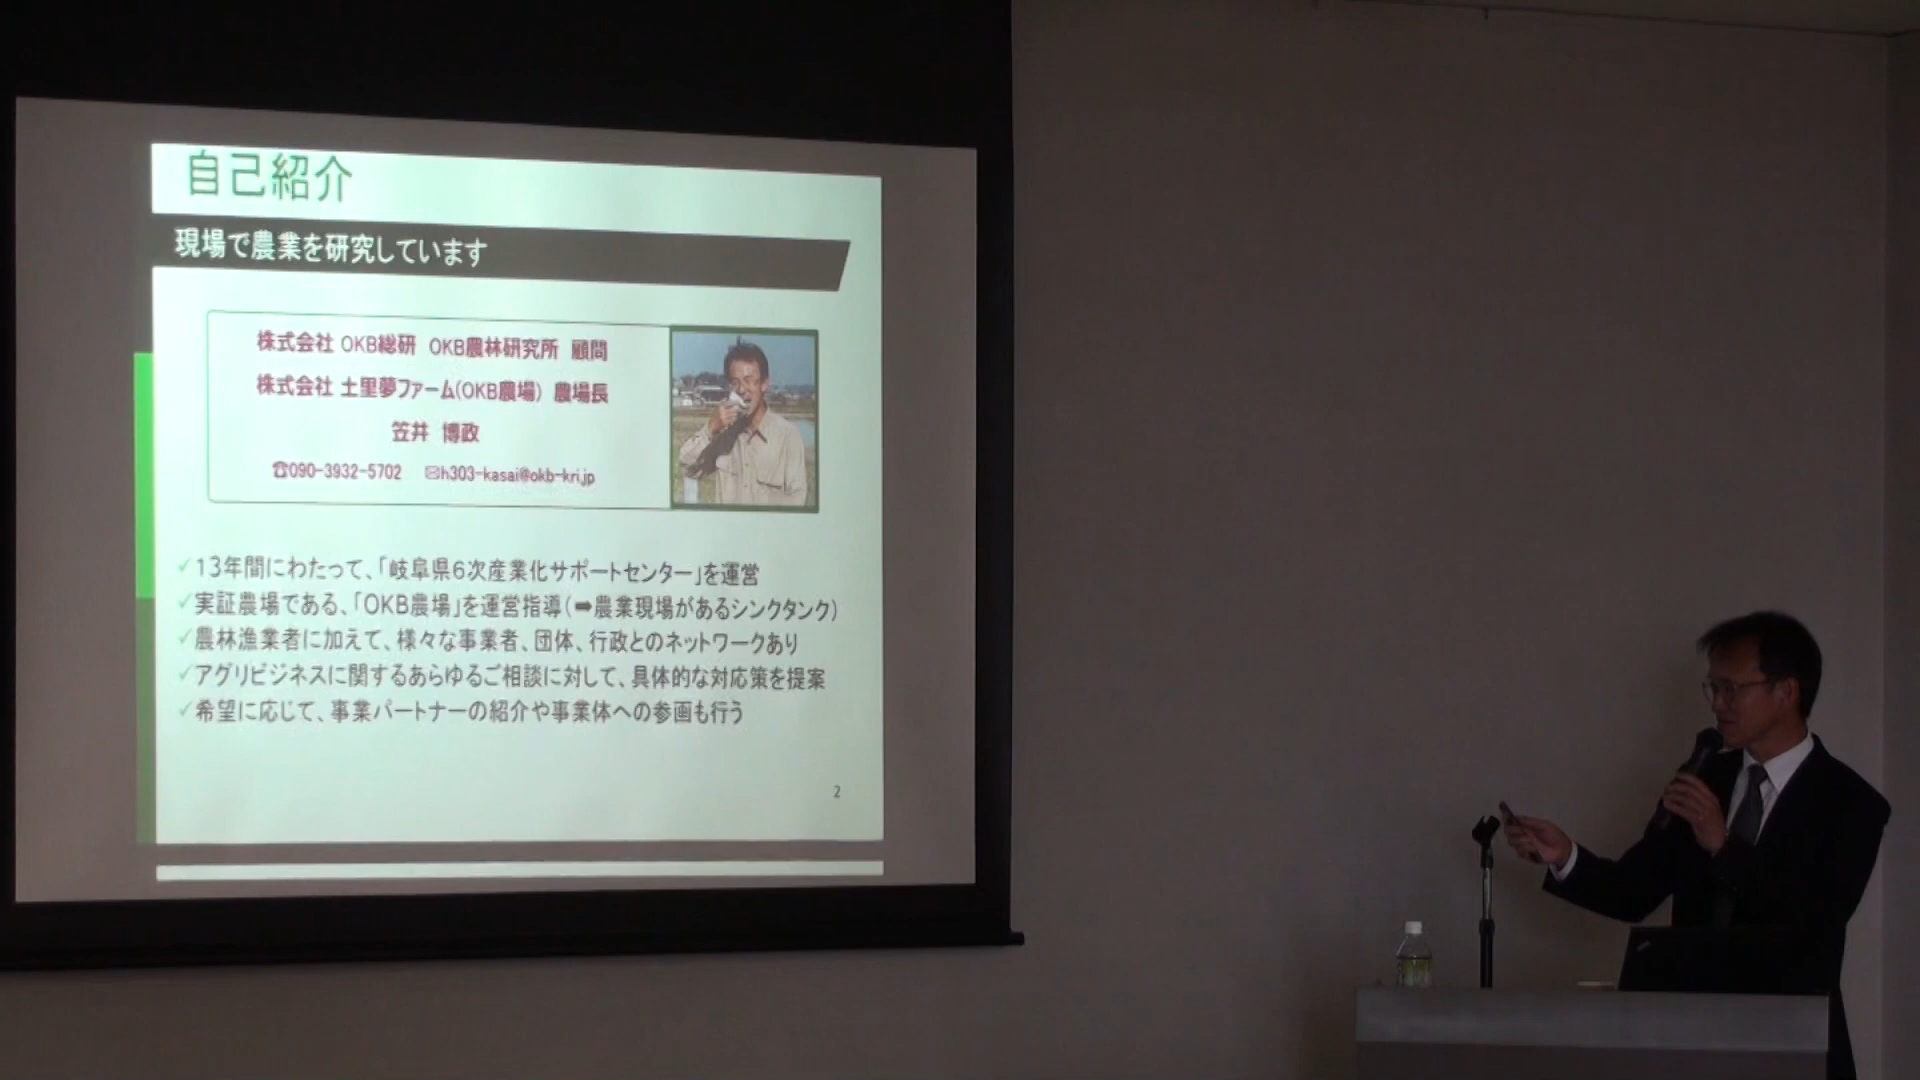 自己紹介
現場で農業を研究しています
株式会社 OKB総研 OKB農林研究所 顧問
株式会社 土里夢ファーム(OKB農場) 農場長
笠井 博政
☎090-3932-5702 ✉h303-kasai@okb-kri.jp
✓13年間にわたって、「岐阜県6次産業化サポートセンター」を運営
✓実証農場である、「OKB農場」を運営指導(➡農業現場があるシンクタンク)
✓農林漁業者に加えて、様々な事業者、団体、行政とのネットワークあり
✓アグリビジネスに関するあらゆるご相談に対して、具体的な対応策を提案
✓希望に応じて、事業パートナーの紹介や事業体への参画も行う
2